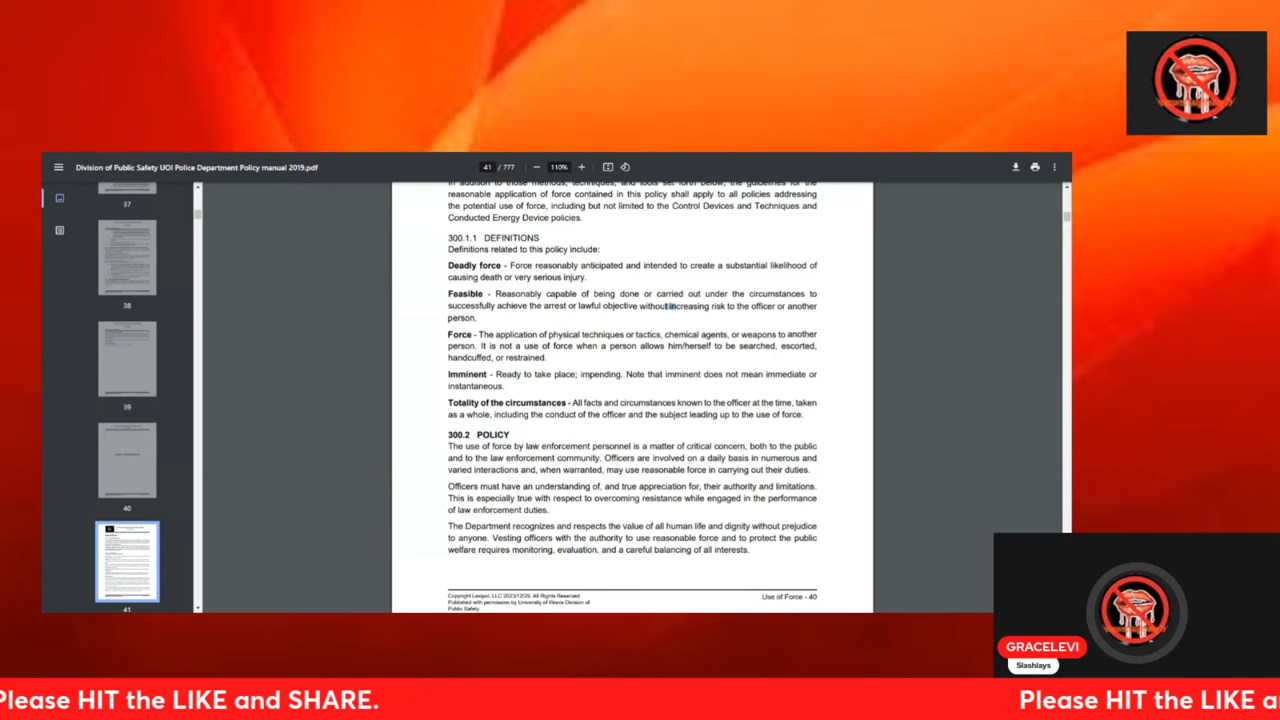 Division of Public Safety UOI Police Department Policy manual 2019.pdf
41 / 777
110%
37
38
39
40
41
In addition to those methods, techniques, and tools set forth below, the guidelines for the
reasonable application of force contained in this policy shall apply to all policies addressing
the potential use of force, including but not limited to the Control Devices and Techniques and
Conducted Energy Device policies.
300.1.1 DEFINITIONS
Definitions related to this policy include:
Deadly force - Force reasonably anticipated and intended to create a substantial likelihood of
causing death or very serious injury.
Feasible - Reasonably capable of being done or carried out under the circumstances to
successfully achieve the arrest or lawful objective without increasing risk to the officer or another
person.
Force - The application of physical techniques or tactics, chemical agents, or weapons to another
person. It is not a use of force when a person allows him/herself to be searched, escorted,
handcuffed, or restrained.
Imminent - Ready to take place; impending. Note that imminent does not mean immediate or
instantaneous.
Totality of the circumstances - All facts and circumstances known to the officer at the time, taken
as a whole, including the conduct of the officer and the subject leading up to the use of force.
300.2 POLICY
The use of force by law enforcement personnel is a matter of critical concern, both to the public
and to the law enforcement community. Officers are involved on a daily basis in numerous and
varied interactions and, when warranted, may use reasonable force in carrying out their duties.
Officers must have an understanding of, and true appreciation for, their authority and limitations.
This is especially true with respect to overcoming resistance while engaged in the performance
of law enforcement duties.
The Department recognizes and respects the value of all human life and dignity without prejudice
to anyone. Vesting officers with the authority to use reasonable force and to protect the public
welfare requires monitoring, evaluation, and a careful balancing of all interests.
Copyright Lexipol, LLC 2023/12/29, All Rights Reserved.
Published with permission by University of Illinois Division of
Public Safety
Use of Force - 40
GRACELEVI
Slashlays
Please HIT the LIKE and SHARE.
Please HIT the LIKE a